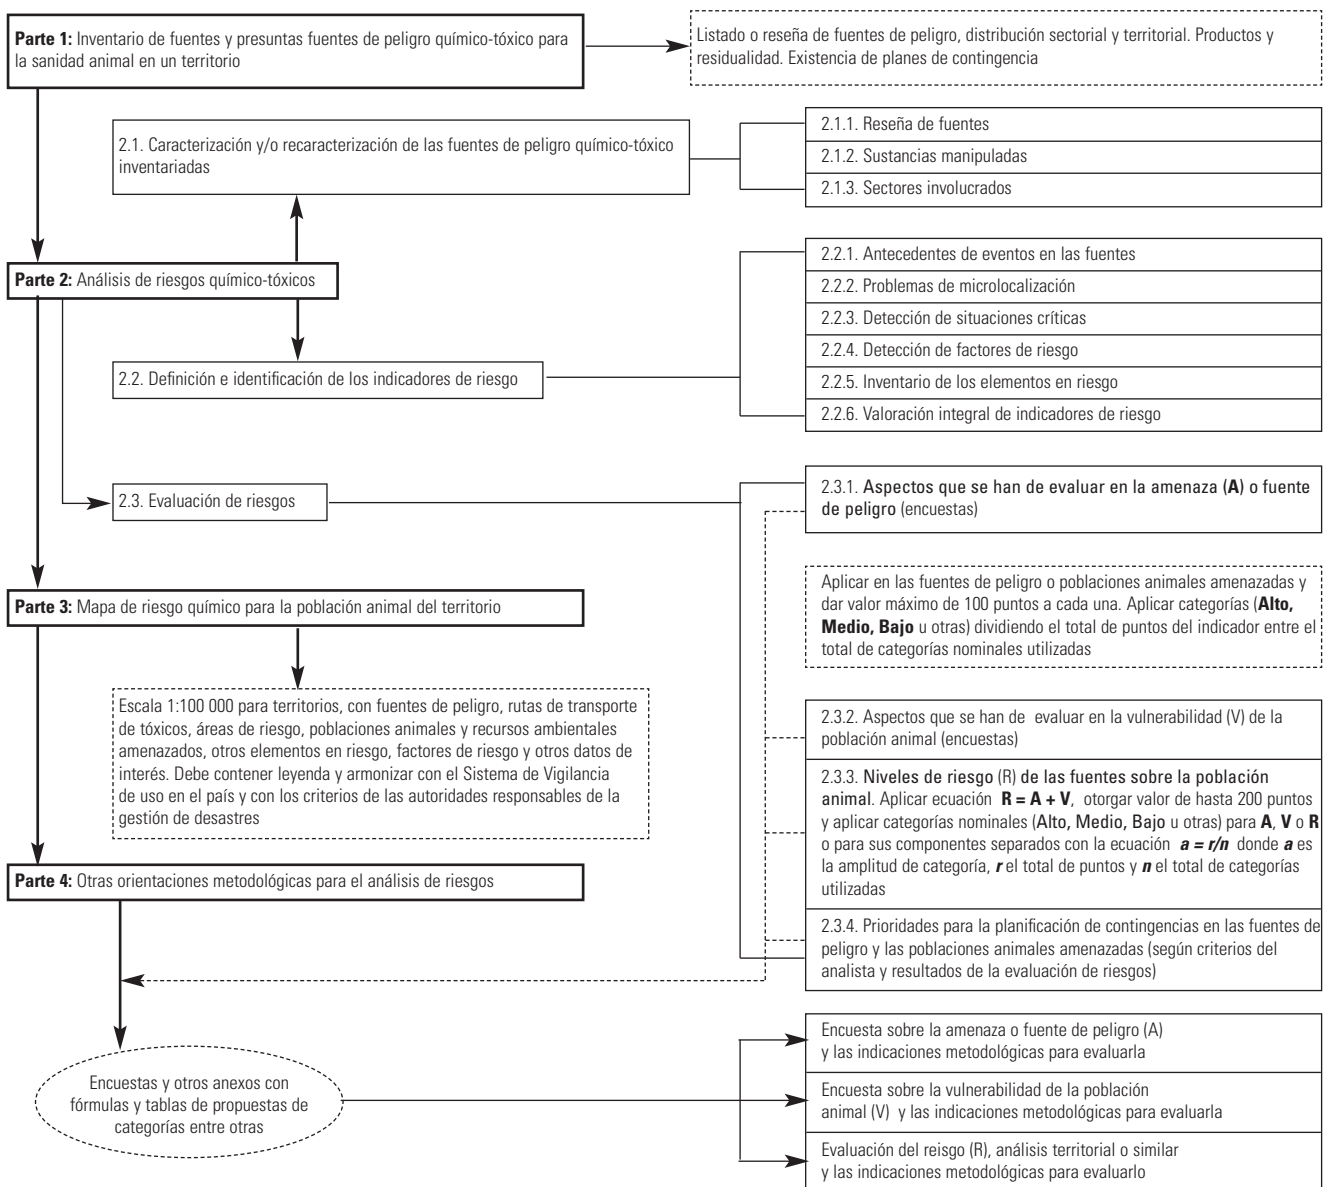 Parte 1: Inventario de fuentes y presuntas fuentes de peligro químico-tóxico para
la sanidad animal en un territorio
Listado o reseña de fuentes de peligro, distribución sectorial y territorial. Productos y
residualidad. Existencia de planes de contingencia
2.1. Caracterización y/o recaracterización de las fuentes de peligro químico-tóxico
inventariadas
2.1.1. Reseña de fuentes
2.1.2. Sustancias manipuladas
2.1.3. Sectores involucrados
Parte 2: Análisis de riesgos químico-tóxicos
2.2. Definición e identificación de los indicadores de riesgo
2.2.1. Antecedentes de eventos en las fuentes
2.2.2. Problemas de microlocalización
2.2.3. Detección de situaciones críticas
2.2.4. Detección de factores de riesgo
2.2.5. Inventario de los elementos en riesgo
2.2.6. Valoración integral de indicadores de riesgo
2.3. Evaluación de riesgos
2.3.1. Aspectos que se han de evaluar en la amenaza (A) o fuente
de peligro (encuestas)
Aplicar en las fuentes de peligro o poblaciones animales amenazadas y
dar valor máximo de 100 puntos a cada una. Aplicar categorías (Alto,
Medio, Bajo u otras) dividiendo el total de puntos del indicador entre el
total de categorías nominales utilizadas
2.3.2. Aspectos que se han de evaluar en la vulnerabilidad (V) de la
población animal (encuestas)
2.3.3. Niveles de riesgo (R) de las fuentes sobre la población
animal. Aplicar ecuación R = A + V, otorgar valor de hasta 200 puntos
y aplicar categorías nominales (Alto, Medio, Bajo u otras) para A, V o R
o para sus componentes separados con la ecuación a = r/n donde a es
la amplitud de categoría, r el total de puntos y n el total de categorías
utilizadas
2.3.4. Prioridades para la planificación de contingencias en las fuentes de
peligro y las poblaciones animales amenazadas (según criterios del
analista y resultados de la evaluación de riesgos)
Parte 3: Mapa de riesgo químico para la población animal del territorio
Escala 1:100 000 para territorios, con fuentes de peligro, rutas de transporte
de tóxicos, áreas de riesgo, poblaciones animales y recursos ambientales
amenazados, otros elementos en riesgo, factores de riesgo y otros datos de
interés. Debe contener leyenda y armonizar con el Sistema de Vigilancia
de uso en el país y con los criterios de las autoridades responsables de la
gestión de desastres
Parte 4: Otras orientaciones metodológicas para el análisis de riesgos
Encuestas y otros anexos con
fórmulas y tablas de propuestas de
categorías entre otras
Encuesta sobre la amenaza o fuente de peligro (A)
y las indicaciones metodológicas para evaluarla
Encuesta sobre la vulnerabilidad de la población
animal (V) y las indicaciones metodológicas para evaluarla
Evaluación del reisgo (R), análisis territorial o similar
y las indicaciones metodológicas para evaluarlo